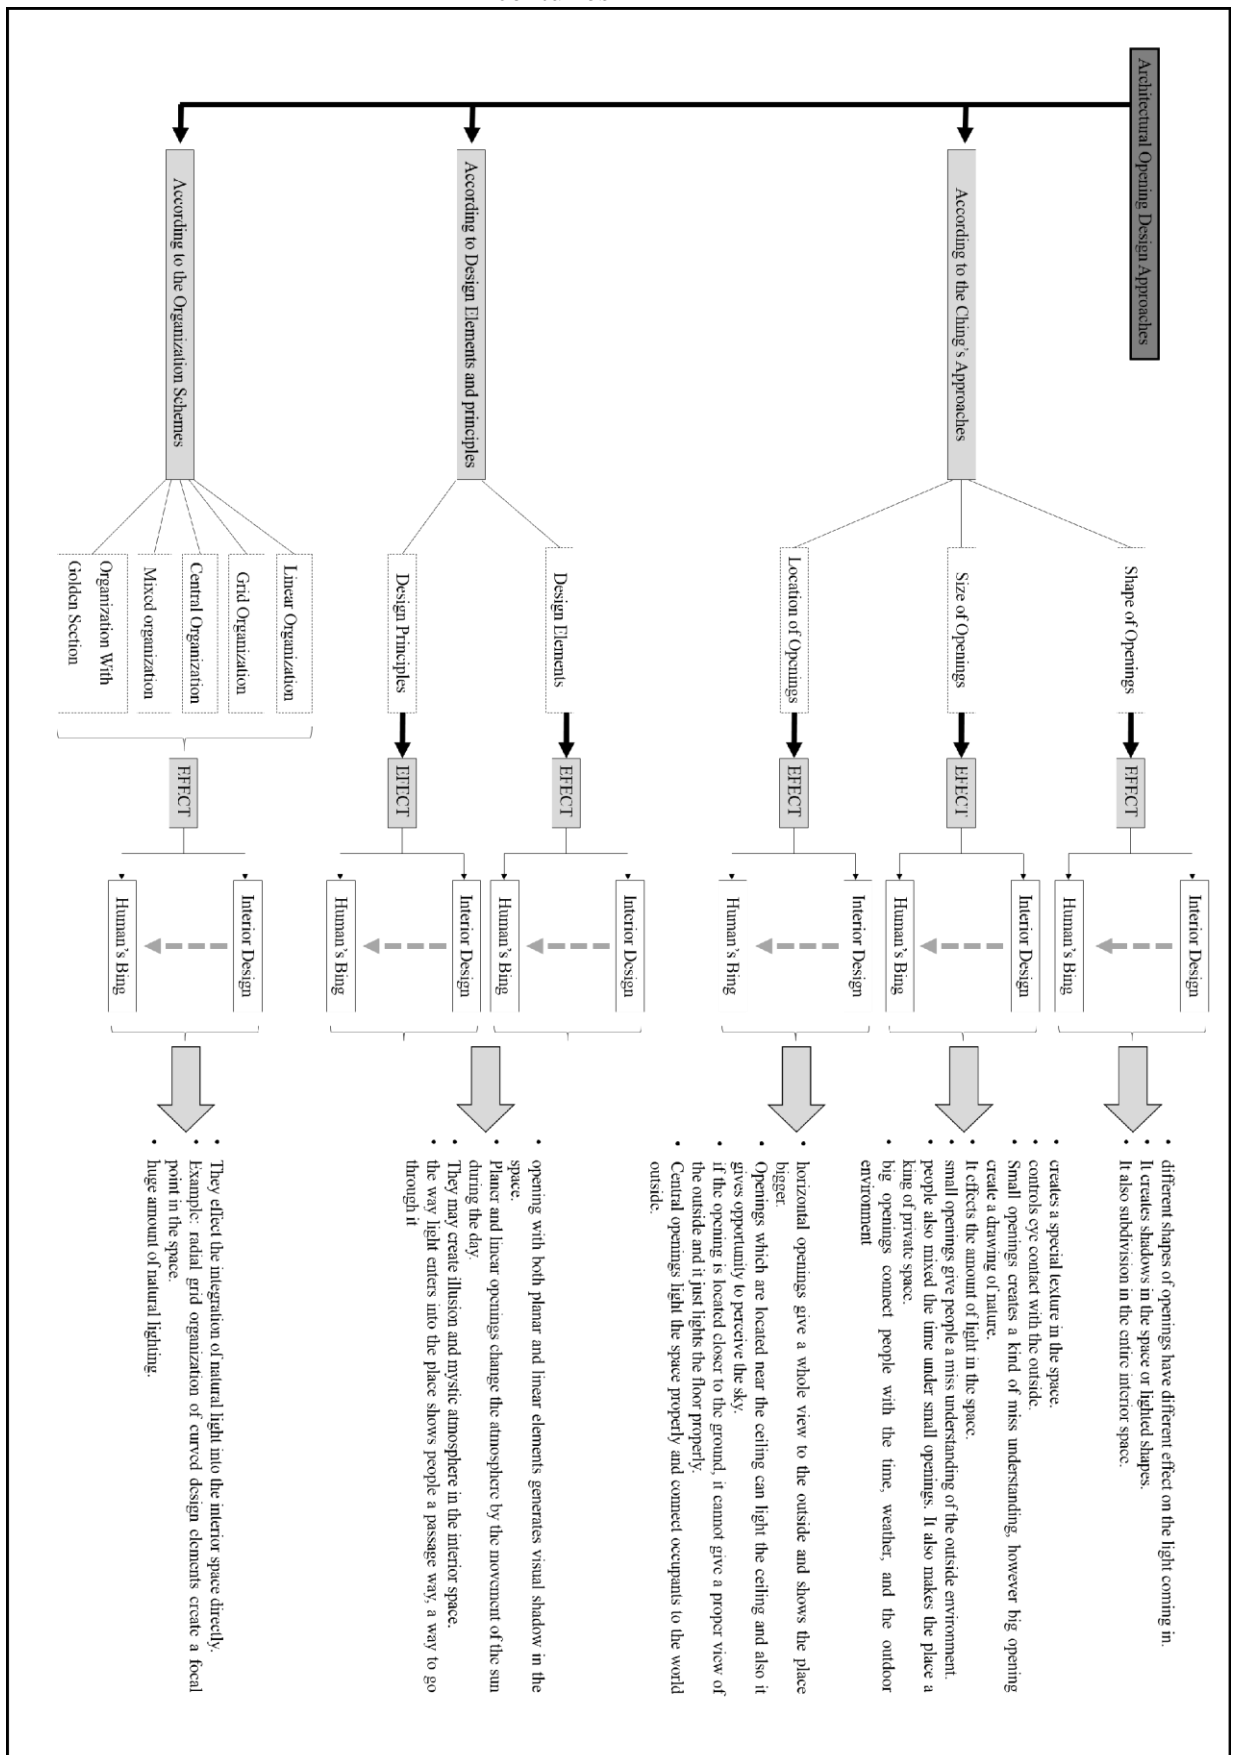 Architectural Opening Design Approaches
According to the Ching's Approaches
Shape of Openings
EFECT
Interior Design
Human's Bing
• different shapes of openings have different effect on the light coming in.
• It creates shadows in the space or lighted shapes.
• It also subdivision in the entire interior space.
Size of Openings
EFECT
Interior Design
Human's Bing
• creates a special texture in the space.
• controls eye contact with the outside.
• Small openings creates a kind of miss understanding, however big opening
create a drawing of nature.
• It effects the amount of light in the space.
• small openings give people a miss understanding of the outside environment.
people also mixed the time under small openings. It also makes the place a
king of private space.
• big openings connect people with the time, weather, and the outdoor
environment
Location of Openings
EFECT
Interior Design
Human's Bing
• horizontal openings give a whole view to the outside and shows the place
bigger.
• Openings which are located near the ceiling can light the ceiling and also it
gives opportunity to perceive the sky.
• if the opening is located closer to the ground, it cannot give a proper view of
the outside and it just lights the floor properly.
• Central openings light the space properly and connect occupants to the world
outside.
According to Design Elements and principles
Design Elements
EFECT
Interior Design
Human's Bing
Design Principles
EFECT
Interior Design
Human's Bing
• opening with both planar and linear elements generates visual shadow in the
space.
• Planer and linear openings change the atmosphere by the movement of the sun
during the day.
• They may create illusion and mystic atmosphere in the interior space.
• the way light enters into the place shows people a passage way, a way to go
through it
According to the Organization Schemes
Linear Organization
Grid Organization
Central Organization
Mixed organization
Organization With
Golden Section
EFECT
Interior Design
Human's Bing
• They effect the integration of natural light into the interior space directly.
• Example: radial grid organization of curved design elements create a focal
point in the space.
• huge amount of natural lighting.